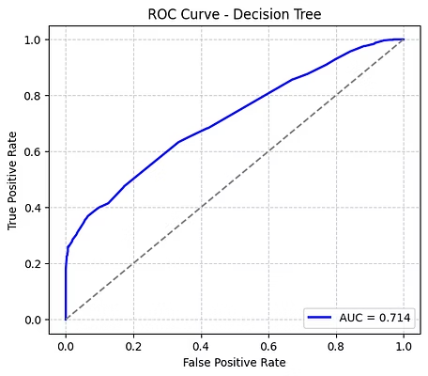 ROC Curve - Decision Tree
1.0
0.8
0.6
0.4
0.2
0.0
True Positive Rate
AUC = 0.714
0.0 0.2 0.4 0.6 0.8 1.0
False Positive Rate